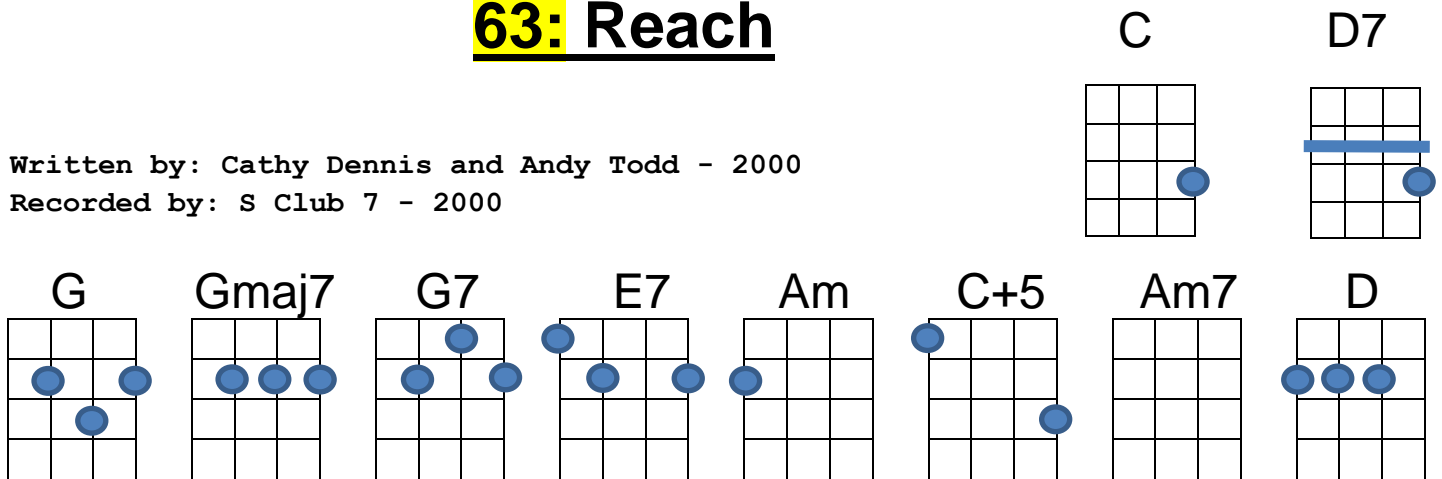 63: Reach
C D7
Written by: Cathy Dennis and Andy Todd - 2000
Recorded by: S Club 7 - 2000
G Gmaj7 G7 E7 Am C+5 Am7 D